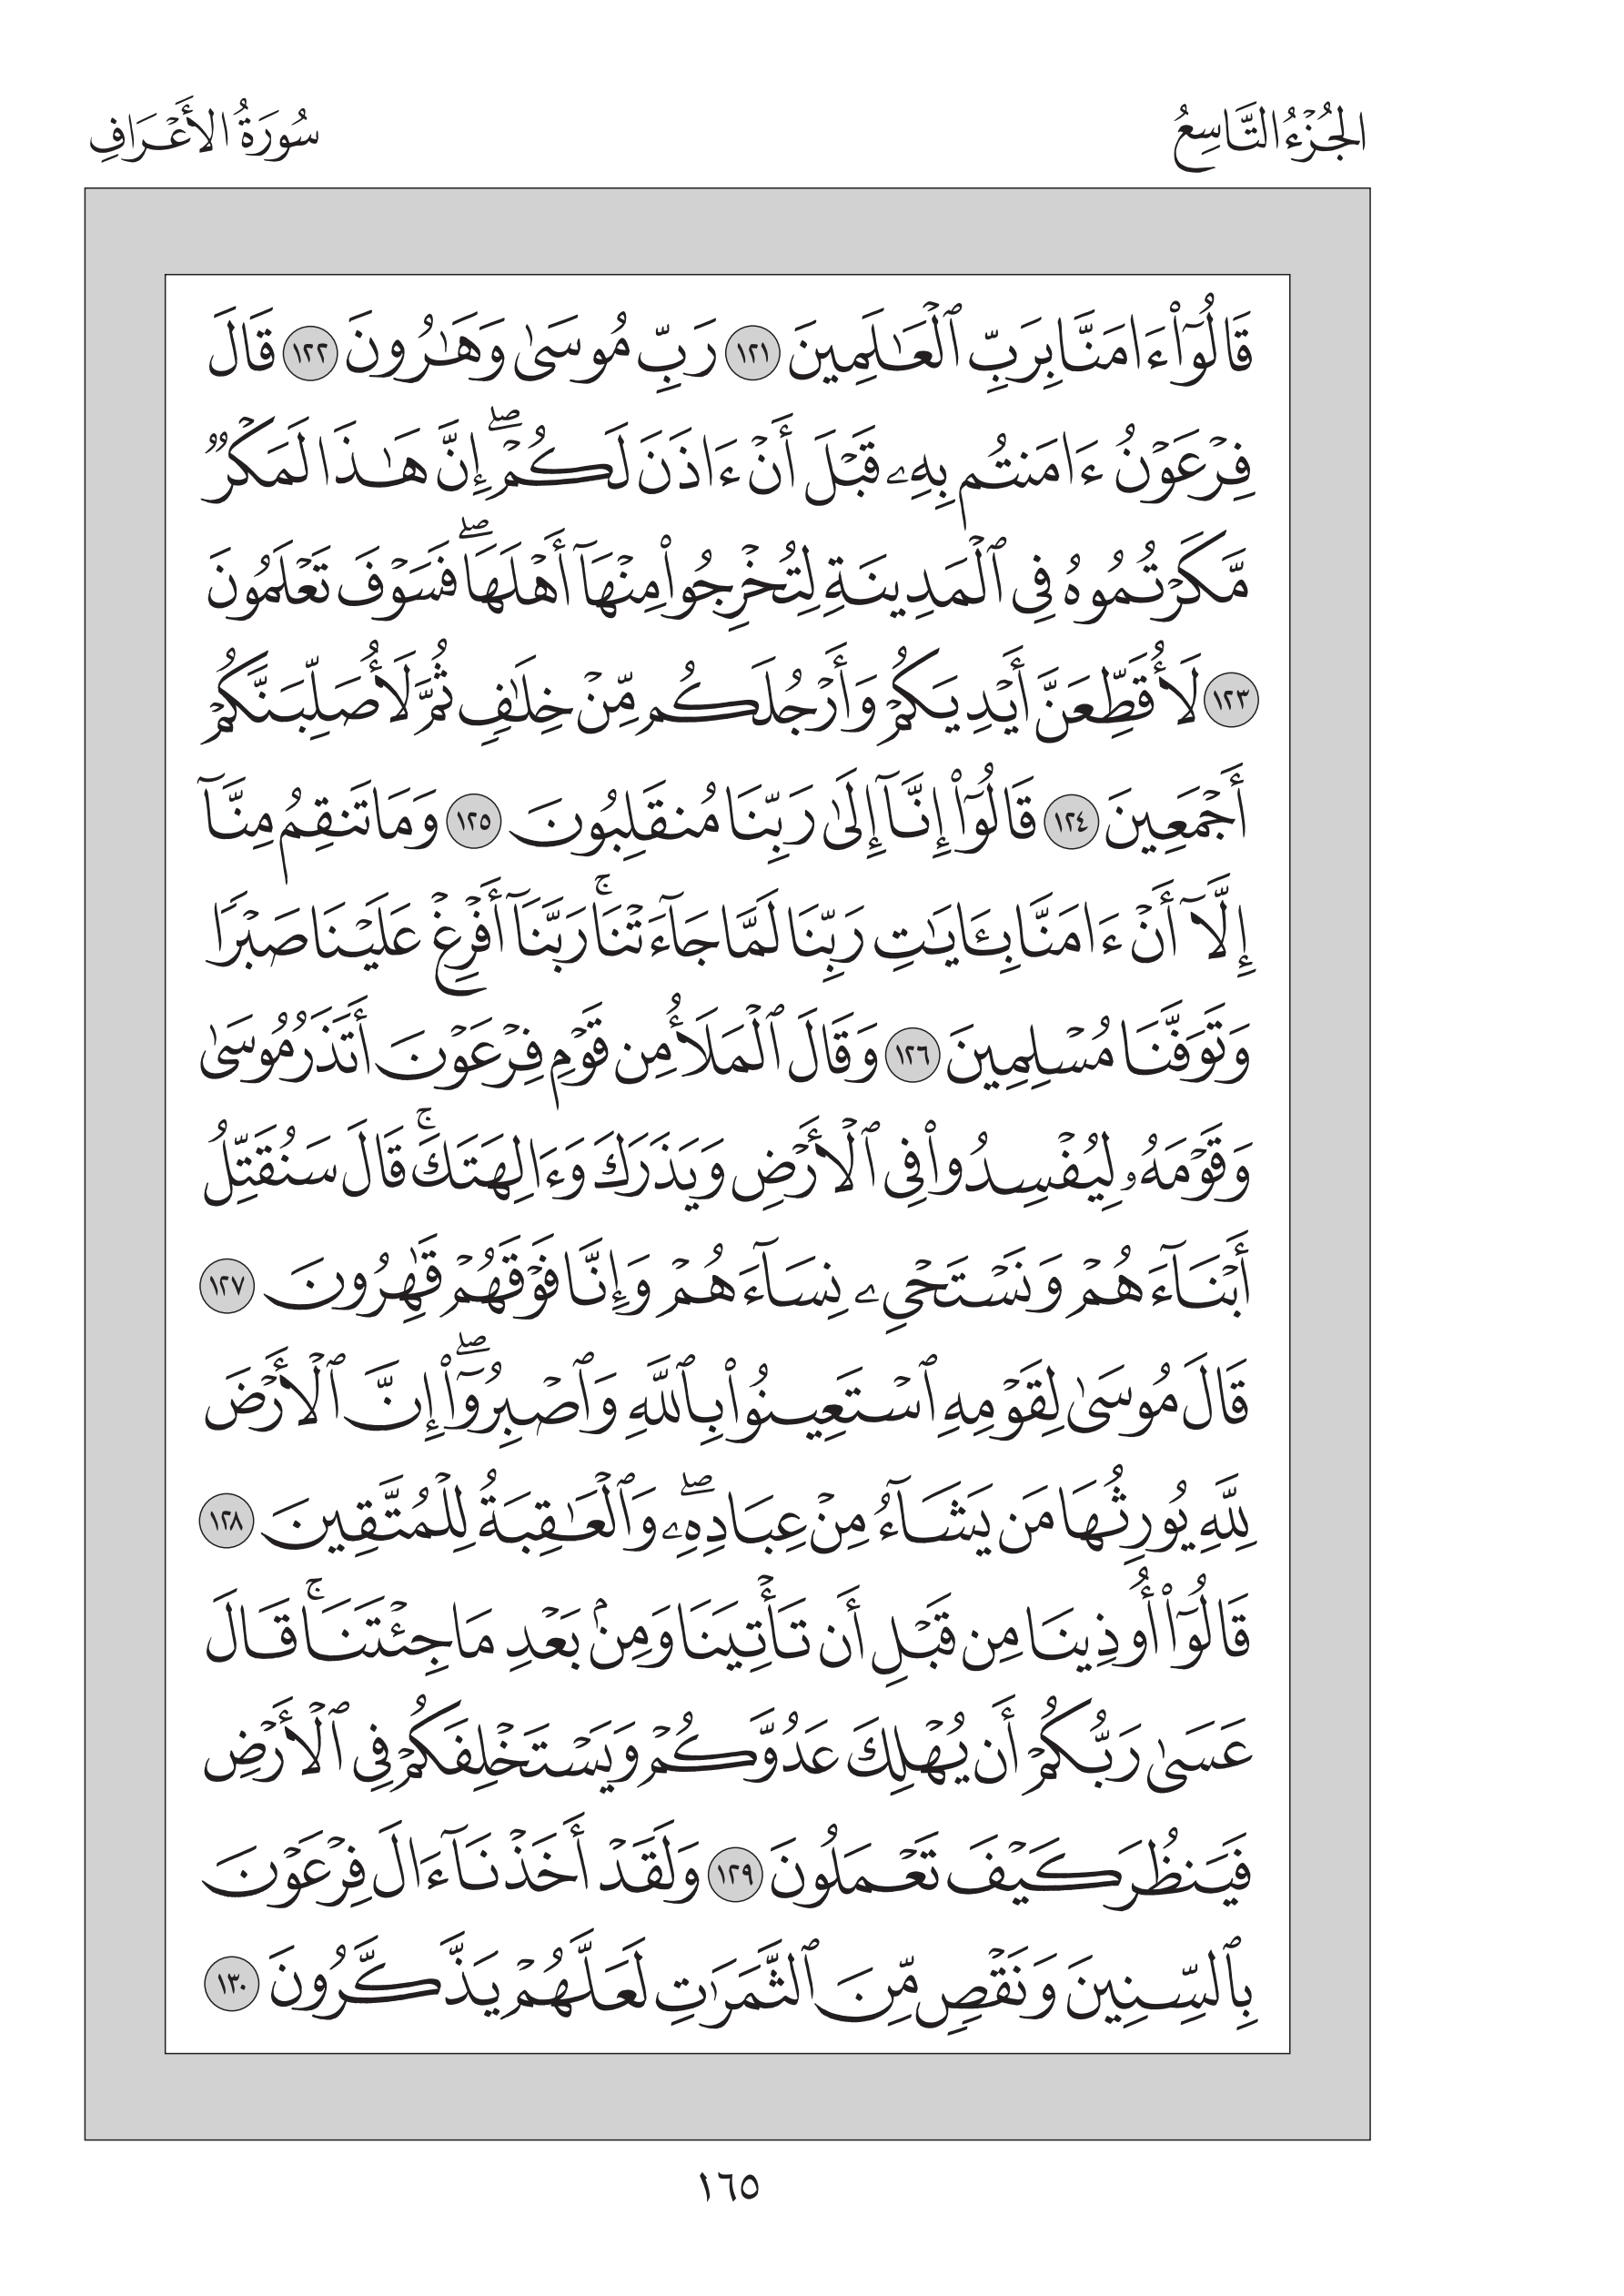 الجُزْءُ التَّاسِعُ
سُورَةُ الأَعْرَافِ
قَالُوٓاْ ءَامَنَّا بِرَبِّ ٱلۡعَٰلَمِينَ ١٢١ رَبِّ مُوسَىٰ وَهَٰرُونَ ١٢٢ قَالَ
فِرۡعَوۡنُ ءَامَنتُم بِهِۦ قَبۡلَ أَنۡ ءَاذَنَ لَكُمۡۖ إِنَّ هَٰذَا لَمَكۡرٞ
مَّكَرۡتُمُوهُ فِي ٱلۡمَدِينَةِ لِتُخۡرِجُواْ مِنۡهَآ أَهۡلَهَاۖ فَسَوۡفَ تَعۡلَمُونَ
١٢٣ لَأُقَطِّعَنَّ أَيۡدِيَكُمۡ وَأَرۡجُلَكُم مِّنۡ خِلَٰفٖ ثُمَّ لَأُصَلِّبَنَّكُمۡ
أَجۡمَعِينَ ١٢٤ قَالُوٓاْ إِنَّآ إِلَىٰ رَبِّنَا مُنقَلِبُونَ ١٢٥ وَمَا تَنقِمُ مِنَّآ
إِلَّآ أَنۡ ءَامَنَّا بِـَٔايَٰتِ رَبِّنَا لَمَّا جَآءَتۡنَاۚ رَبَّنَآ أَفۡرِغۡ عَلَيۡنَا صَبۡرٗا
وَتَوَفَّنَا مُسۡلِمِينَ ١٢٦ وَقَالَ ٱلۡمَلَأُ مِن قَوۡمِ فِرۡعَوۡنَ أَتَذَرُ مُوسَىٰ
وَقَوۡمَهُۥ لِيُفۡسِدُواْ فِي ٱلۡأَرۡضِ وَيَذَرَكَ وَءَالِهَتَكَۚ قَالَ سَنُقَتِّلُ
أَبۡنَآءَهُمۡ وَنَسۡتَحۡيِۦ نِسَآءَهُمۡ وَإِنَّا فَوۡقَهُمۡ قَٰهِرُونَ ١٢٧
قَالَ مُوسَىٰ لِقَوۡمِهِ ٱسۡتَعِينُواْ بِٱللَّهِ وَٱصۡبِرُوٓاْۖ إِنَّ ٱلۡأَرۡضَ
لِلَّهِ يُورِثُهَا مَن يَشَآءُ مِنۡ عِبَادِهِۦۖ وَٱلۡعَٰقِبَةُ لِلۡمُتَّقِينَ ١٢٨
قَالُوٓاْ أُوذِينَا مِن قَبۡلِ أَن تَأۡتِيَنَا وَمِنۢ بَعۡدِ مَا جِئۡتَنَاۚ قَالَ
عَسَىٰ رَبُّكُمۡ أَن يُهۡلِكَ عَدُوَّكُمۡ وَيَسۡتَخۡلِفَكُمۡ فِي ٱلۡأَرۡضِ
فَيَنظُرَ كَيۡفَ تَعۡمَلُونَ ١٢٩ وَلَقَدۡ أَخَذۡنَآ ءَالَ فِرۡعَوۡنَ
بِٱلسِّنِينَ وَنَقۡصٖ مِّنَ ٱلثَّمَرَٰتِ لَعَلَّهُمۡ يَذَّكَّرُونَ ١٣٠
١٦٥